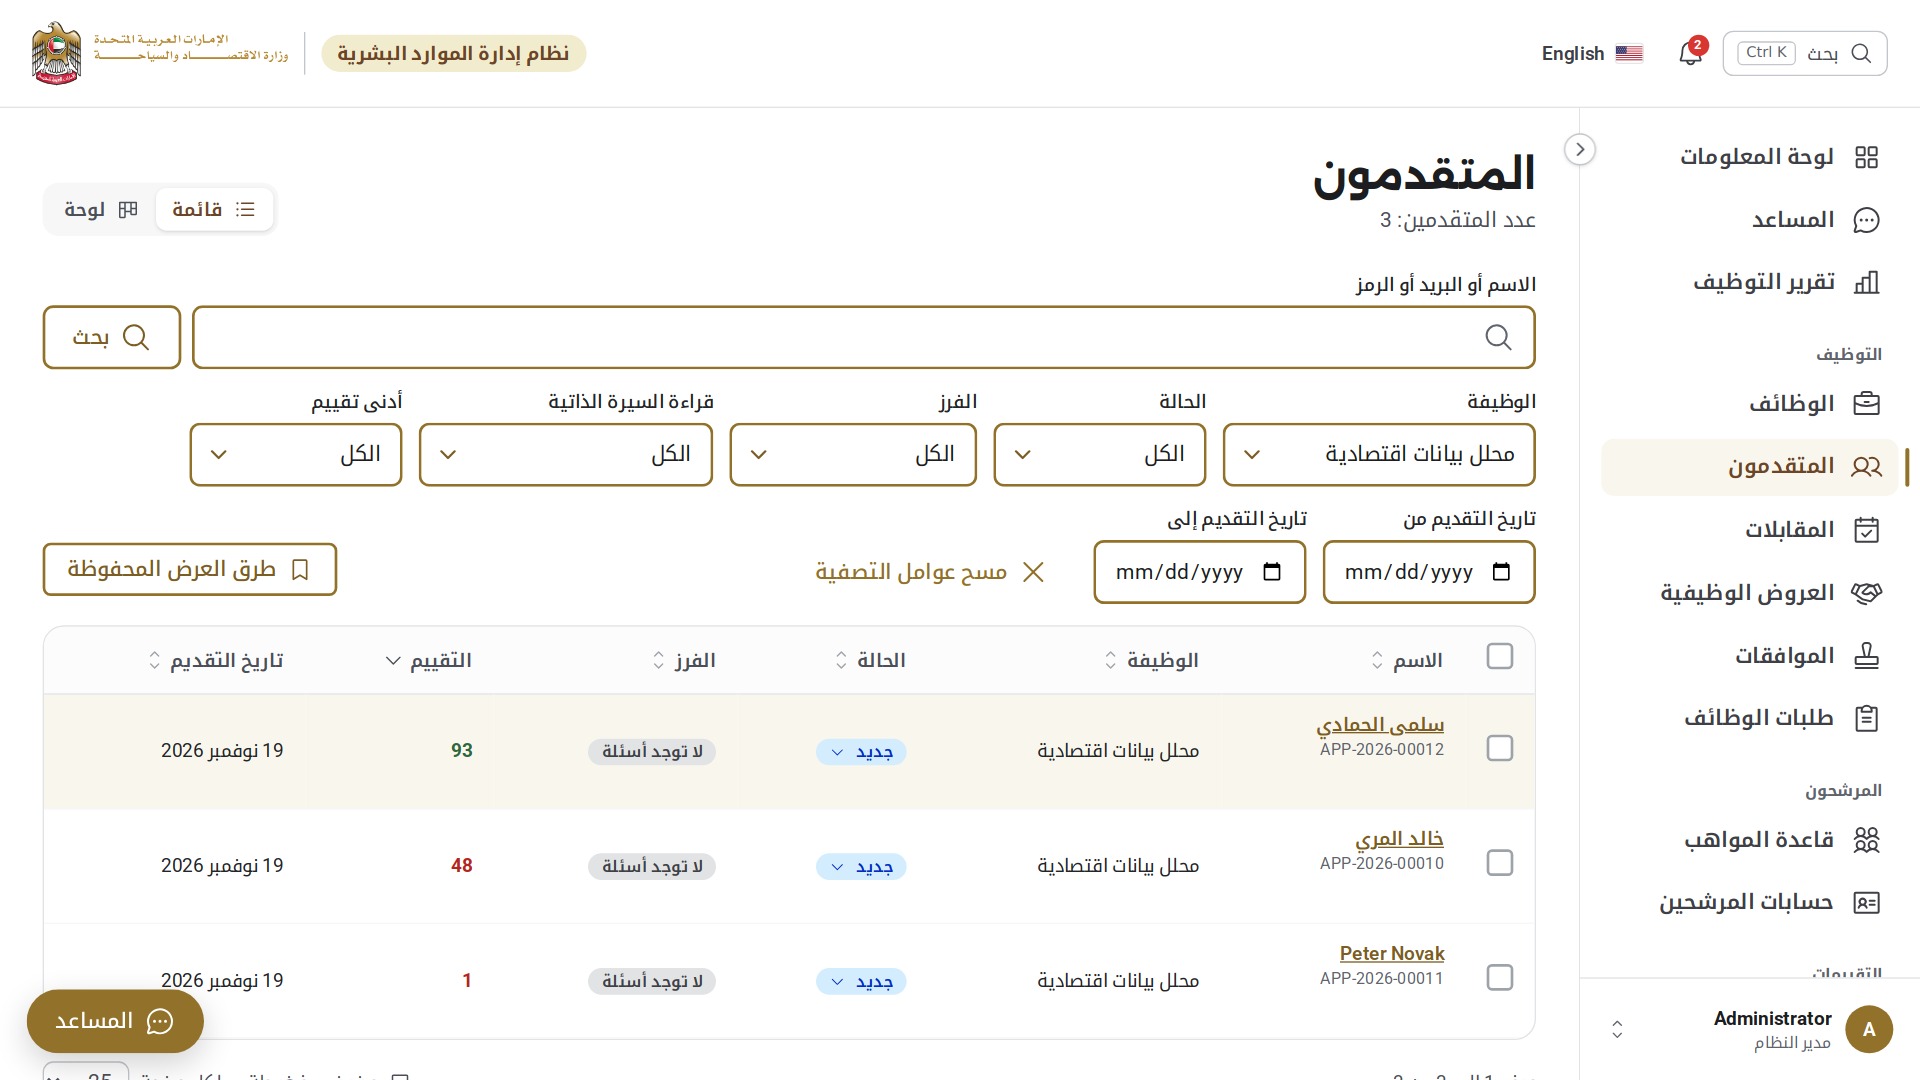 الإمارات العربية المتحدة
وزارة الاقتصاد والسياحة
نظام إدارة الموارد البشرية
English
2
بحث
Ctrl K
لوحة المعلومات
المساعد
تقرير التوظيف
التوظيف
الوظائف
المتقدمون
المقابلات
العروض الوظيفية
الموافقات
طلبات الوظائف
المرشحون
قاعدة المواهب
حسابات المرشحين
التقييمات
A
Administrator
مدير النظام
المتقدمون
عدد المتقدمين: 3
قائمة
لوحة
الاسم أو البريد أو الرمز
بحث
الوظيفة
الحالة
الفرز
قراءة السيرة الذاتية
أدنى تقييم
محلل بيانات اقتصادية
الكل
الكل
الكل
الكل
تاريخ التقديم من
تاريخ التقديم إلى
mm/dd/yyyy
mm/dd/yyyy
مسح عوامل التصفية
طرق العرض المحفوظة
الاسم
الوظيفة
الحالة
الفرز
التقييم
تاريخ التقديم
سلمى الحمادي
APP-2026-00012
محلل بيانات اقتصادية
جديد
لا توجد أسئلة
93
19 نوفمبر 2026
خالد المري
APP-2026-00010
محلل بيانات اقتصادية
جديد
لا توجد أسئلة
48
19 نوفمبر 2026
Peter Novak
APP-2026-00011
محلل بيانات اقتصادية
جديد
لا توجد أسئلة
1
19 نوفمبر 2026
المساعد
25